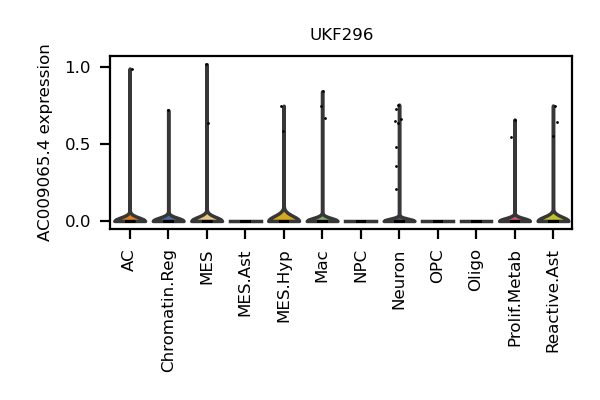 UKF296
AC009065.4 expression
1.0
0.5
0.0
AC
Chromatin.Reg
MES
MES.Ast
MES.Hyp
Mac
NPC
Neuron
OPC
Oligo
Prolif.Metab
Reactive.Ast